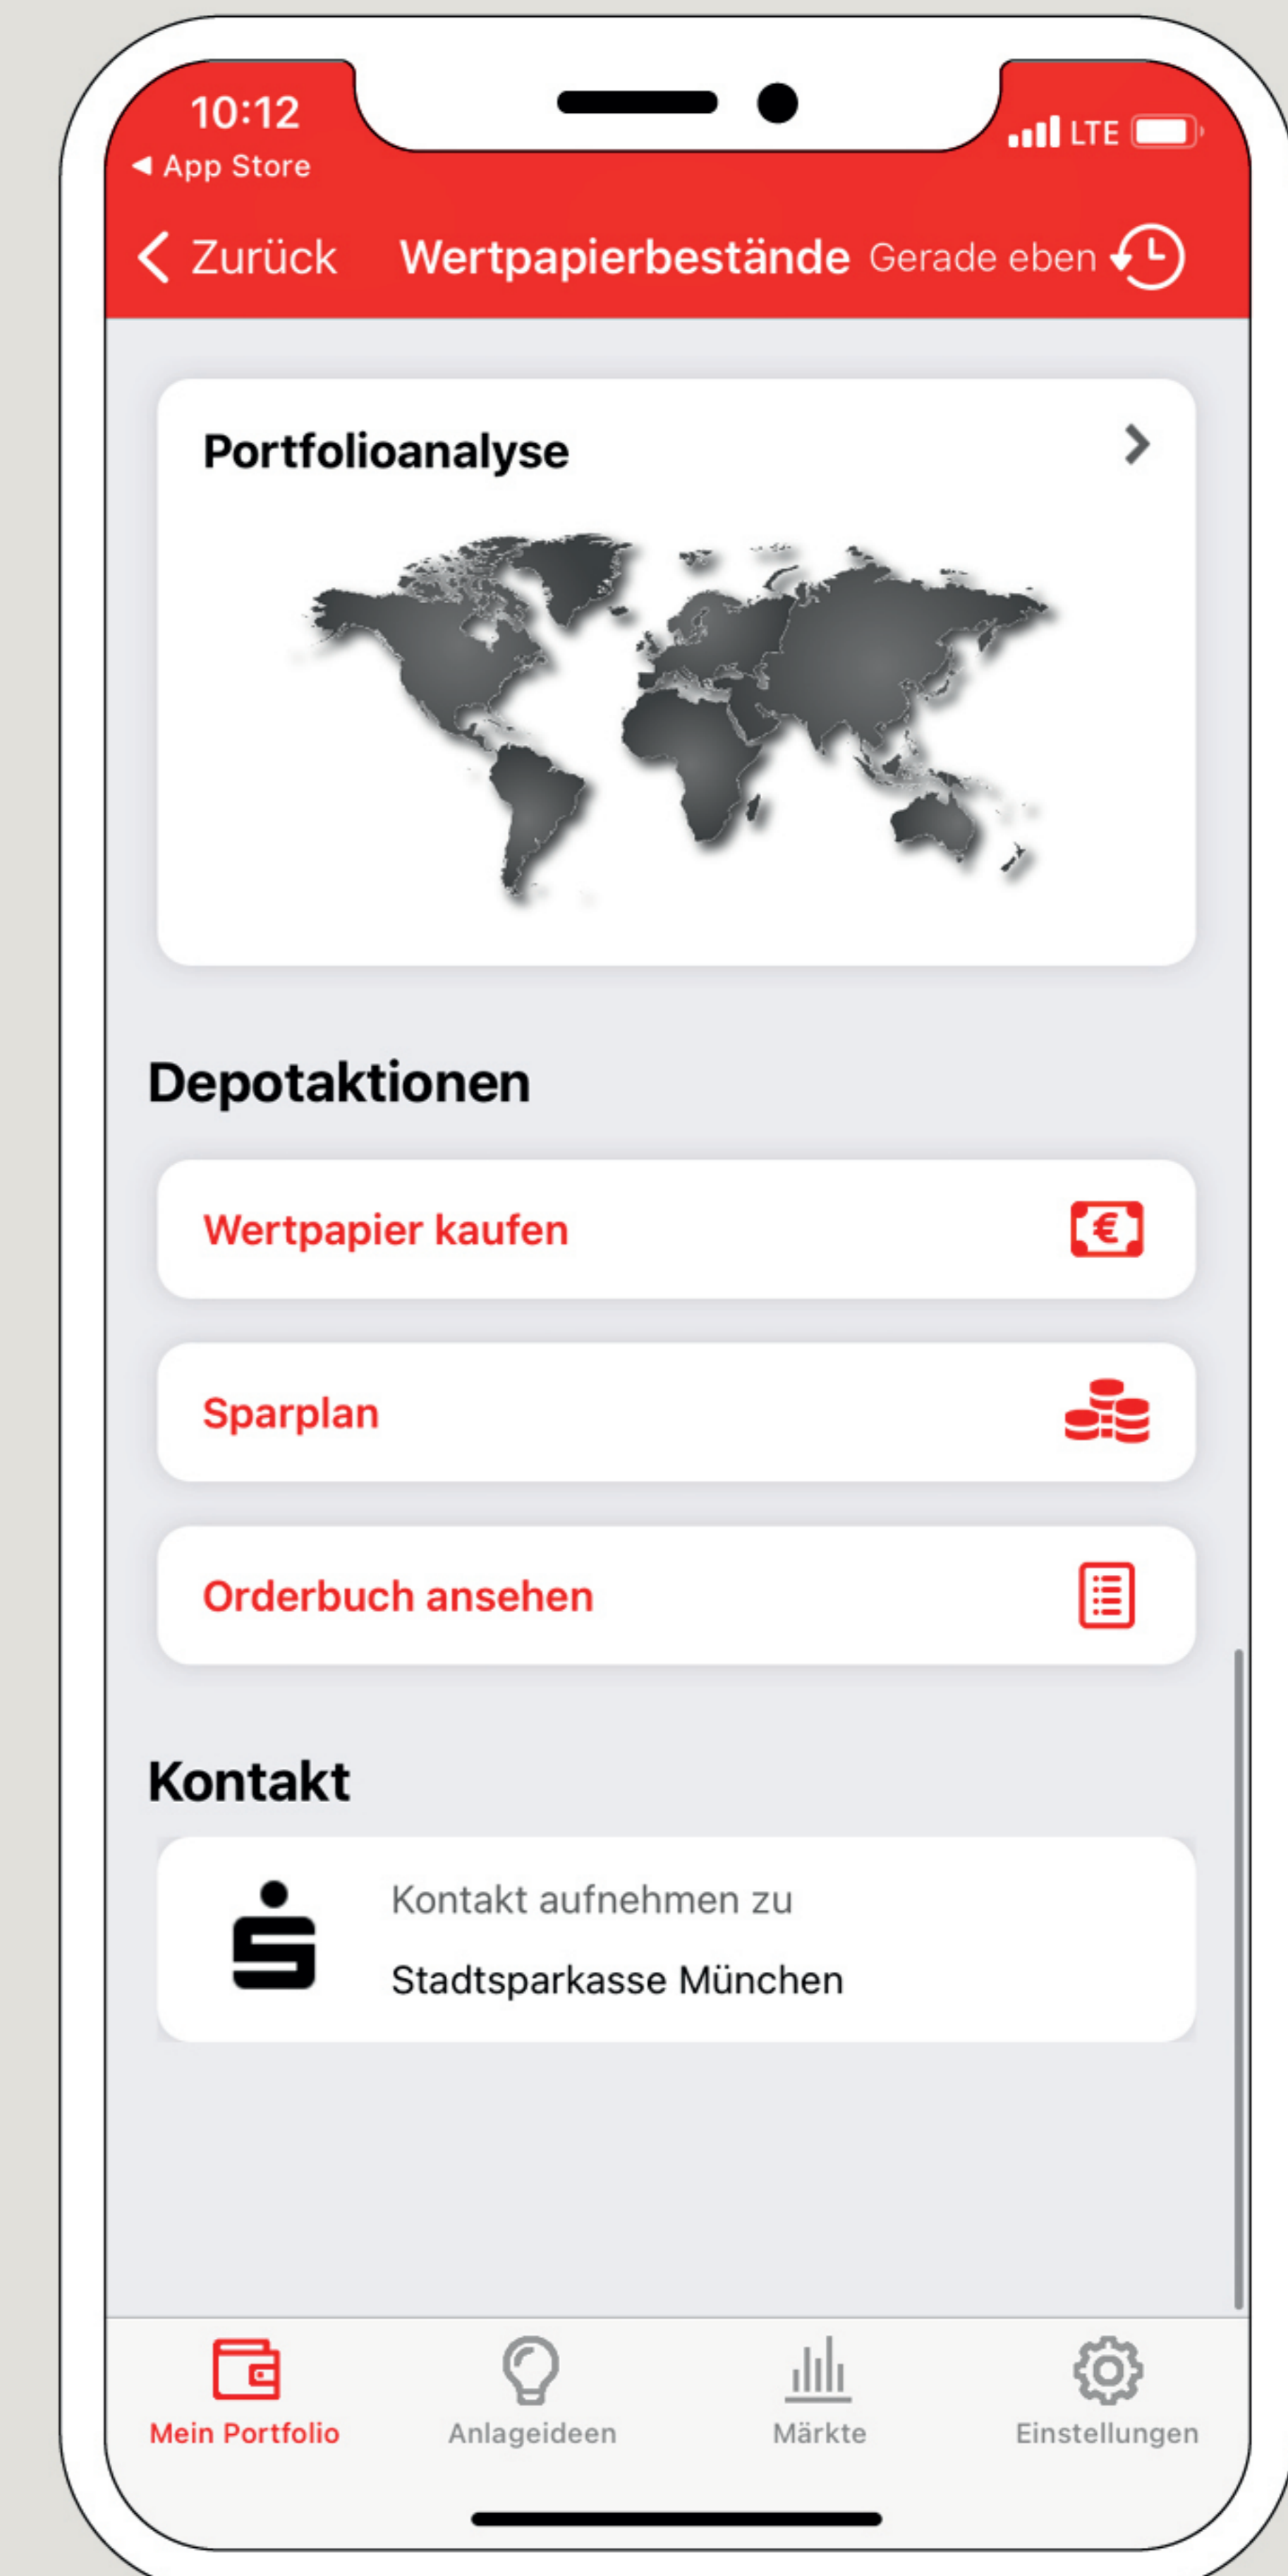 10:12
LTE
◀ App Store
Zurück Wertpapierbestände Gerade eben
Portfolioanalyse
Depotaktionen
Wertpapier kaufen
Sparplan
Orderbuch ansehen
Kontakt
Kontakt aufnehmen zu
Stadtsparkasse München
Mein Portfolio Anlageideen Märkte Einstellungen